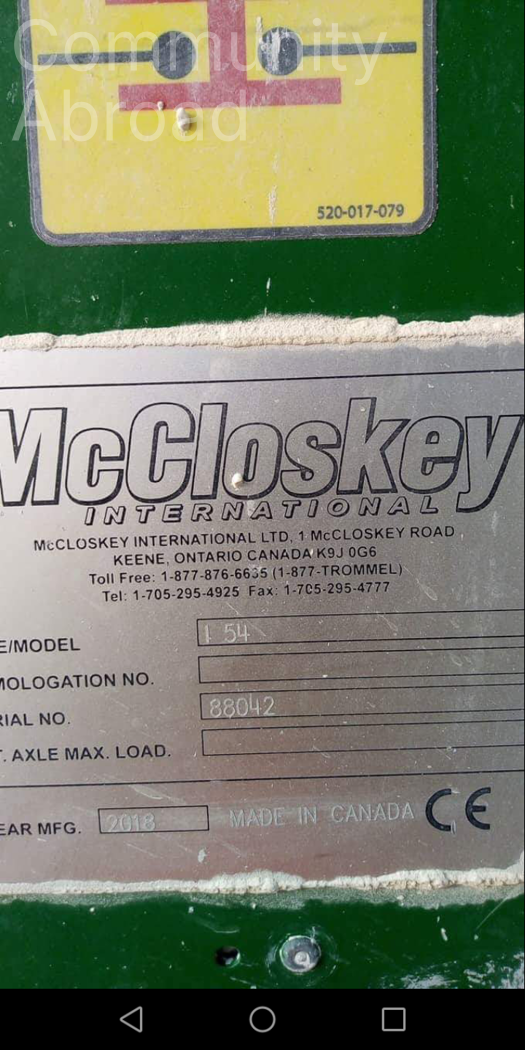 Community
Abroad
520-017-079
McCloskey
INTERNATIONAL
McCLOSKEY INTERNATIONAL LTD, 1 McCLOSKEY ROAD
KEENE, ONTARIO CANADA K9J 0G6
Toll Free: 1-877-876-6635 (1-877-TROMMEL)
Tel: 1-705-295-4925 Fax: 1-705-295-4777
E/MODEL I 54
MOLOGATION NO.
RIAL NO. 88042
T. AXLE MAX. LOAD.
EAR MFG. 2018 MADE IN CANADA CE